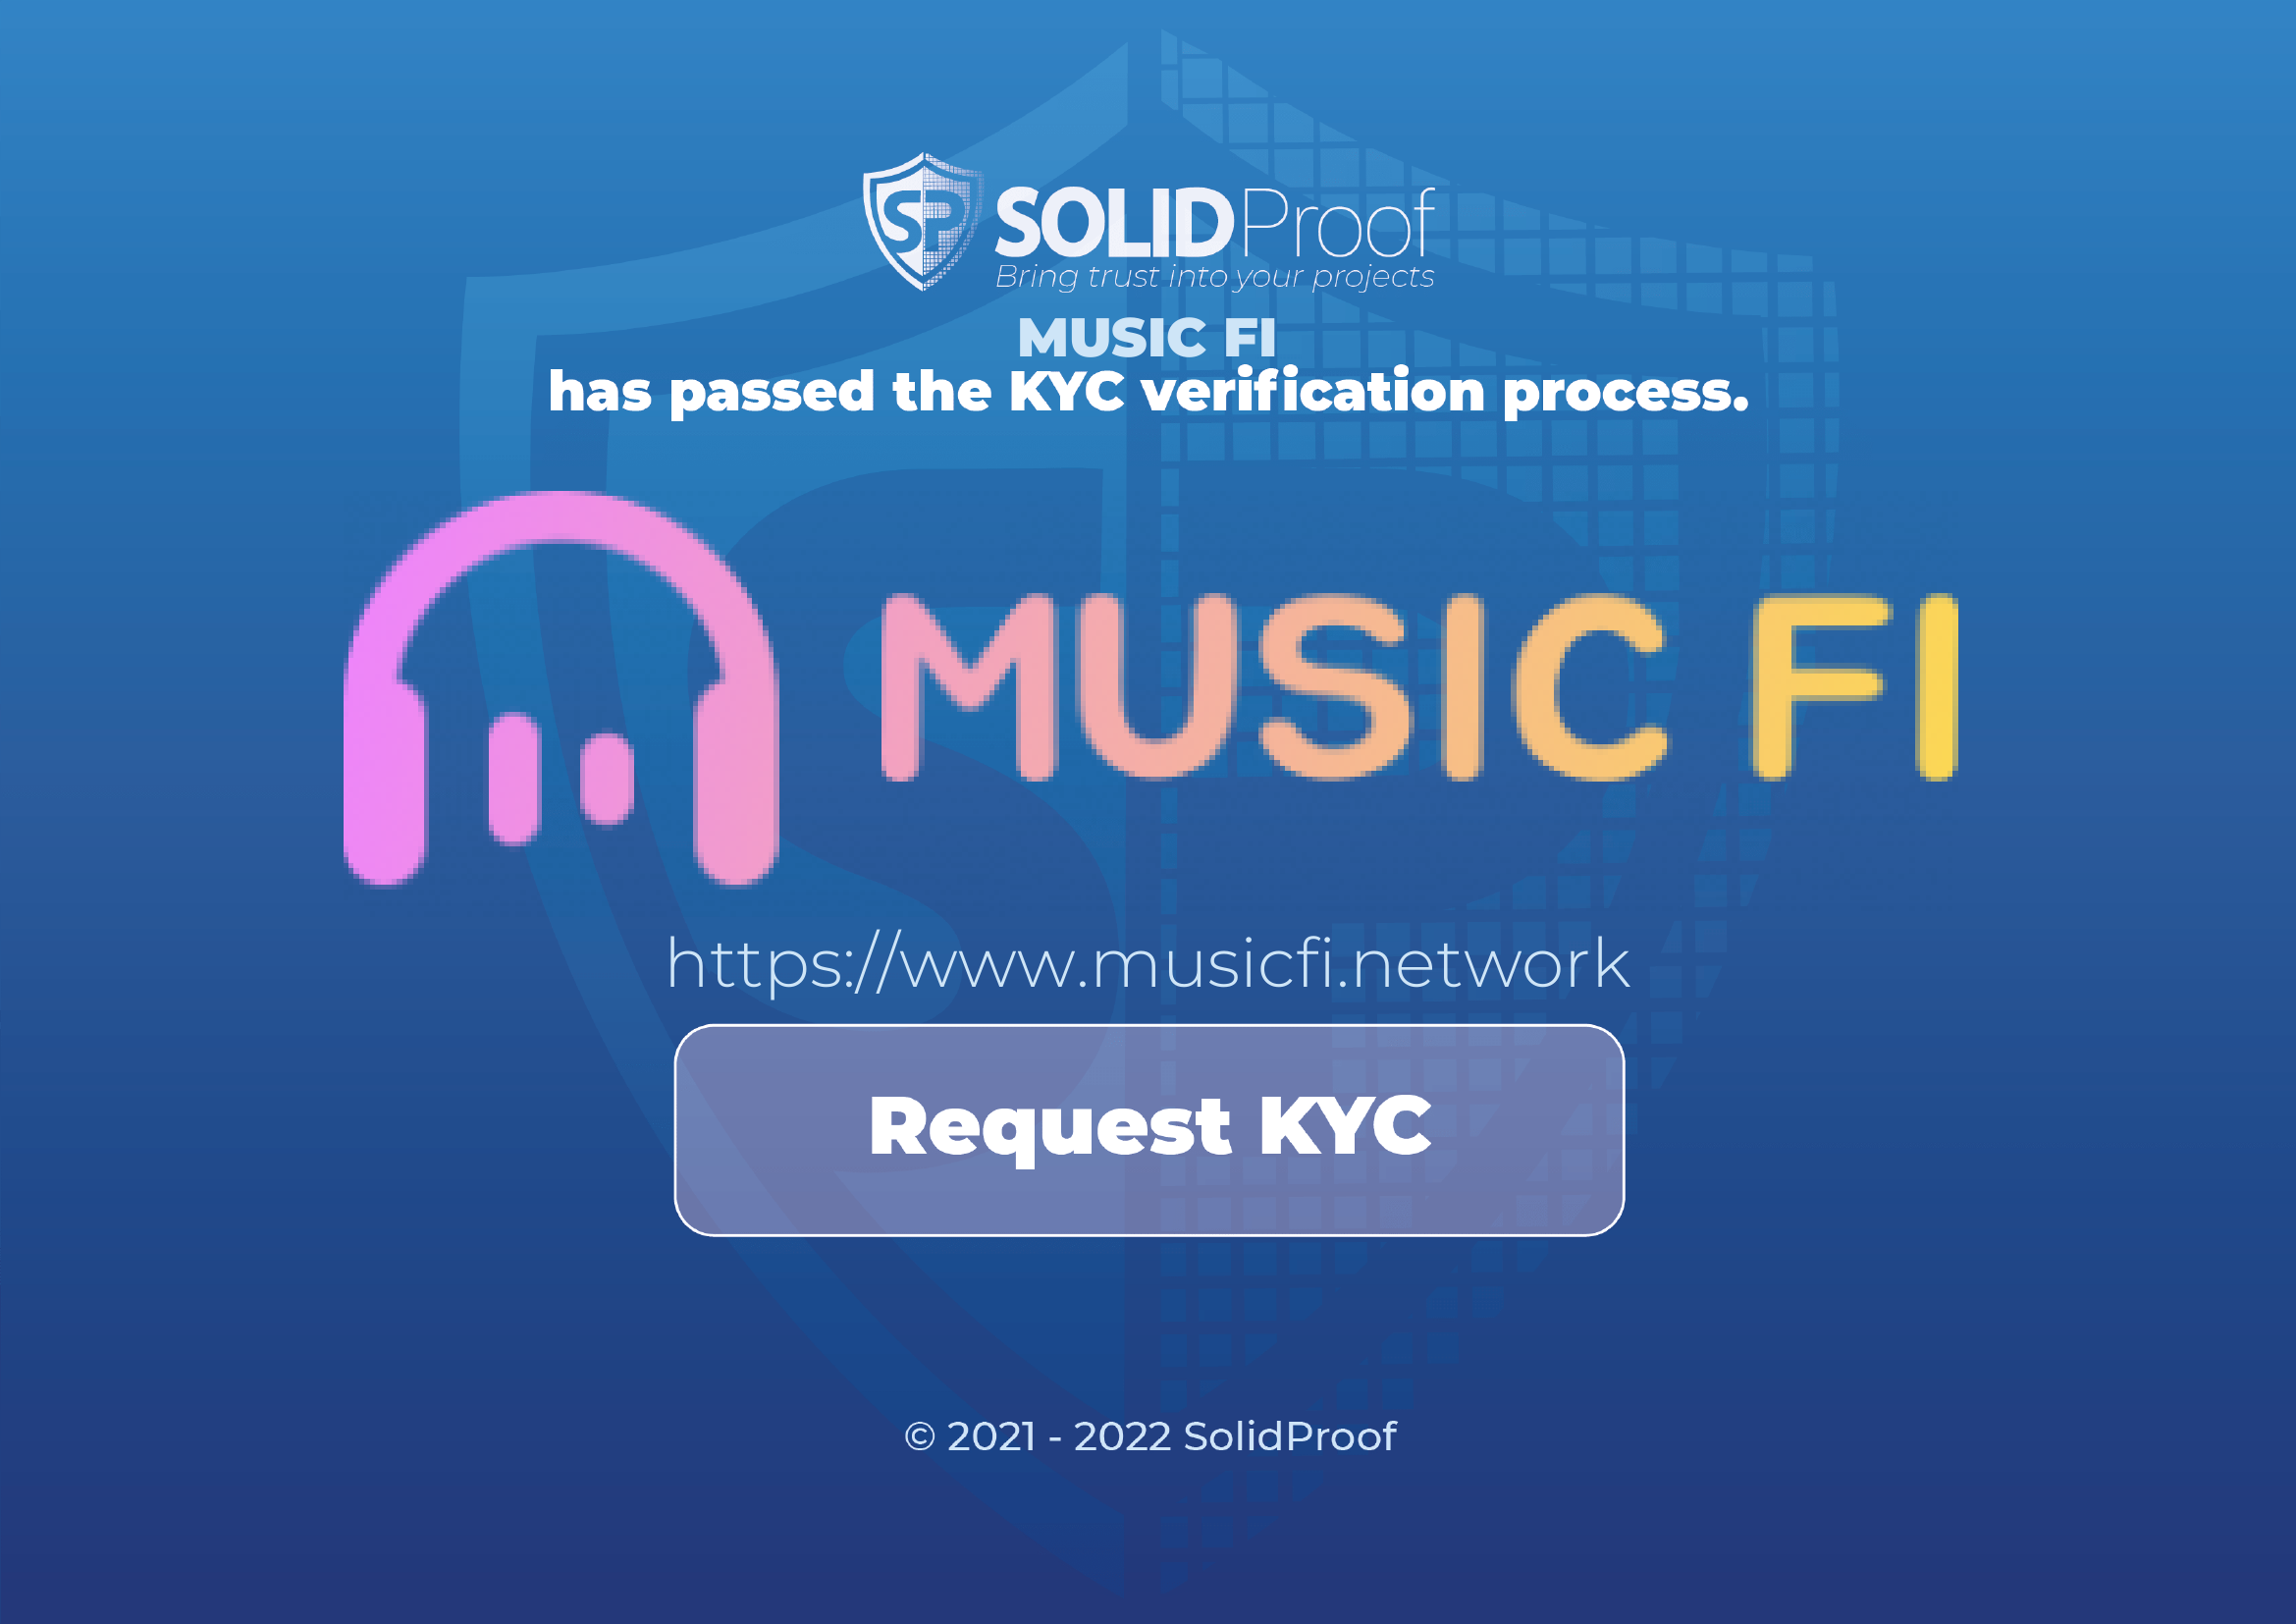 SP SOLIDProof
Bring trust into your projects
MUSIC FI
has passed the KYC verification process.
MUSIC FI
https://www.musicfi.network
Request KYC
© 2021 - 2022 SolidProof